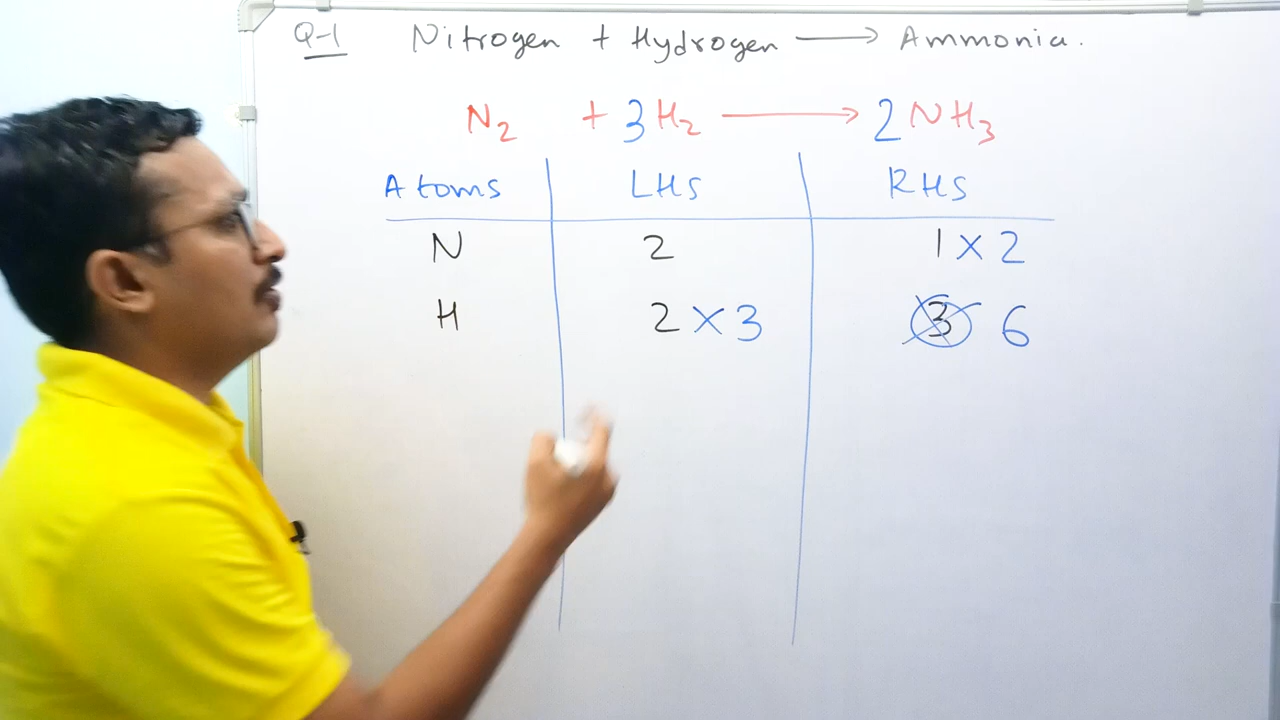 Q-1 Nitrogen + Hydrogen → Ammonia.
N₂ + 3H₂ → 2NH₃
Atoms LHS RHS
N 2 1 × 2
H 2 × 3 3 6